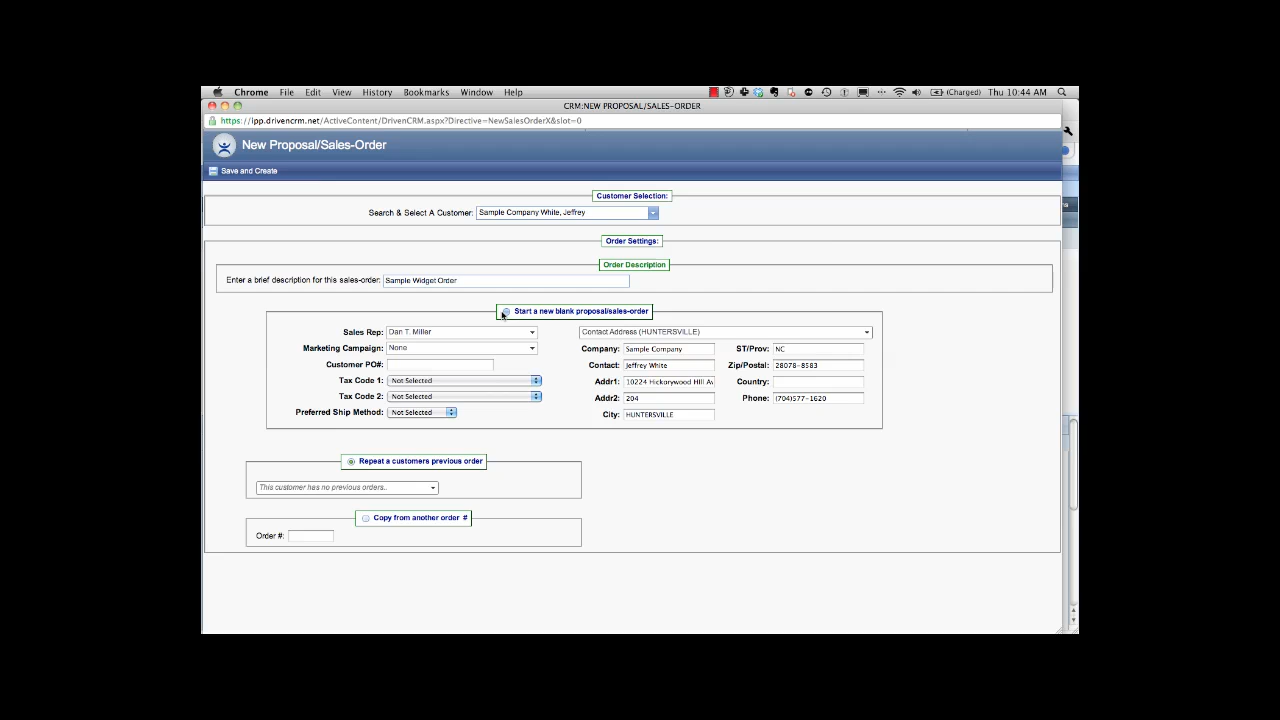 Chrome File Edit View History Bookmarks Window Help (Charged) Thu 10:44 AM
CRM:NEW PROPOSAL/SALES-ORDER
https://ipp.drivencrm.net/ActiveContent/DrivenCRM.aspx?Directive=NewSalesOrderX&slot=0
New Proposal/Sales-Order
Save and Create
Customer Selection:
Search & Select A Customer: Sample Company White, Jeffrey
Order Settings:
Order Description
Enter a brief description for this sales-order: Sample Widget Order
Start a new blank proposal/sales-order
Sales Rep: Dan T. Miller Contact Address (HUNTERSVILLE)
Marketing Campaign: None Company: Sample Company ST/Prov: NC
Customer PO#: Contact: Jeffrey White Zip/Postal: 28078-8583
Tax Code 1: Not Selected Addr1: 10224 Hickorywood Hill Av Country:
Tax Code 2: Not Selected Addr2: 204 Phone: (704)577-1620
Preferred Ship Method: Not Selected City: HUNTERSVILLE
Repeat a customers previous order
This customer has no previous orders..
Copy from another order #
Order #: